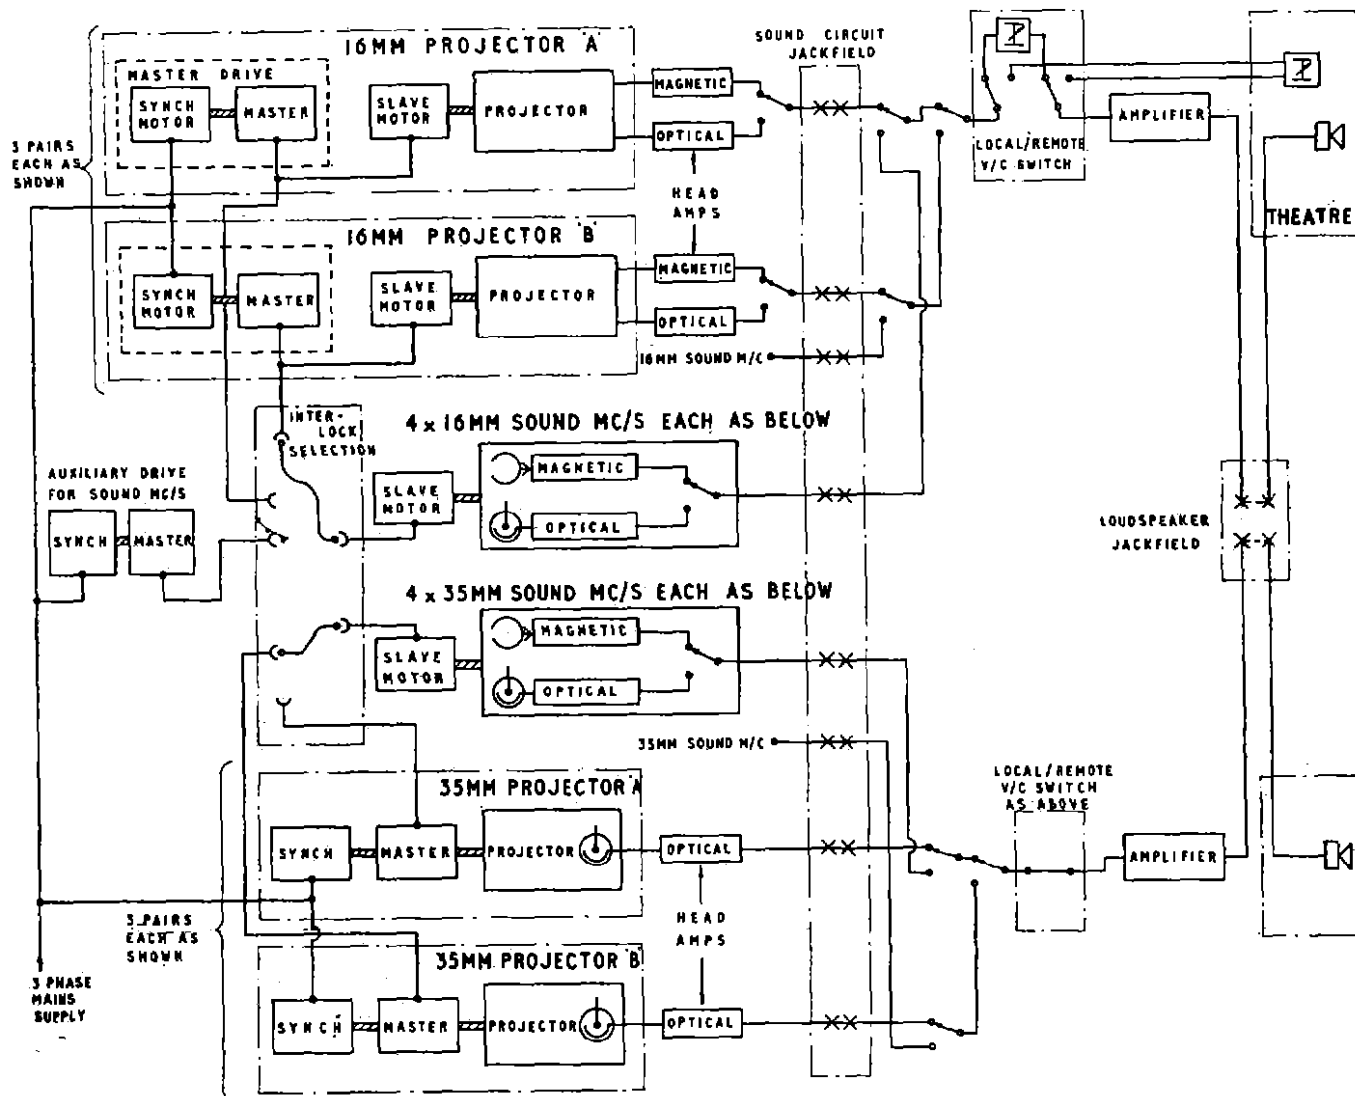 16MM PROJECTOR 'A'
MASTER DRIVE
SYNCH
MOTOR
MASTER
SLAVE
MOTOR
PROJECTOR
MAGNETIC
OPTICAL
SOUND CIRCUIT
JACKFIELD
LOCAL/REMOTE
V/C SWITCH
AMPLIFIER
THEATRE
3 PAIRS
EACH AS
SHOWN
HEAD
AMPS
16MM PROJECTOR 'B'
SYNCH
MOTOR
MASTER
SLAVE
MOTOR
PROJECTOR
MAGNETIC
OPTICAL
16MM SOUND M/C
INTER-
LOCK
SELECTION
4 x 16MM SOUND MC/S EACH AS BELOW
SLAVE
MOTOR
MAGNETIC
OPTICAL
AUXILIARY DRIVE
FOR SOUND MC/S
SYNCH
MASTER
LOUDSPEAKER
JACKFIELD
4 x 35MM SOUND MC/S EACH AS BELOW
SLAVE
MOTOR
MAGNETIC
OPTICAL
35MM SOUND M/C
35MM PROJECTOR 'A'
SYNCH
MASTER
PROJECTOR
OPTICAL
LOCAL/REMOTE
V/C SWITCH
AS ABOVE
AMPLIFIER
3 PAIRS
EACH AS
SHOWN
HEAD
AMPS
35MM PROJECTOR 'B'
SYNCH
MASTER
PROJECTOR
OPTICAL
3 PHASE
MAINS
SUPPLY